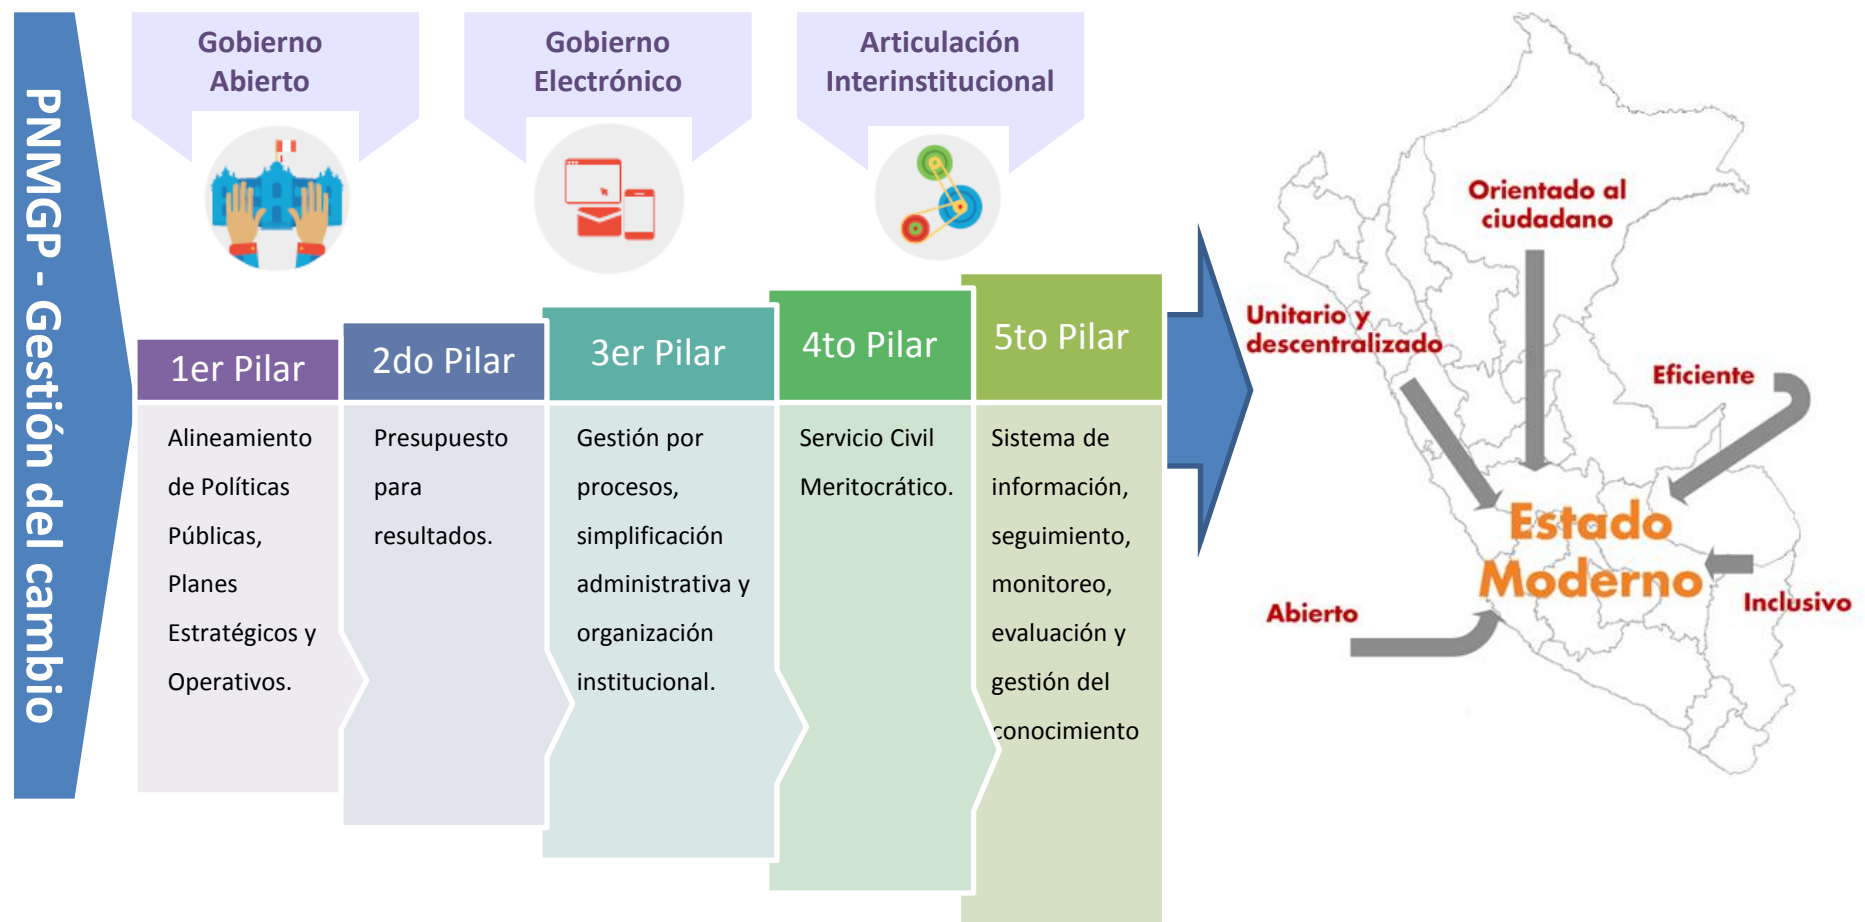 PNMGP - Gestión del cambio
Gobierno
Abierto
Gobierno
Electrónico
Articulación
Interinstitucional
1er Pilar
Alineamiento
de Políticas
Públicas,
Planes
Estratégicos y
Operativos.
2do Pilar
Presupuesto
para
resultados.
3er Pilar
Gestión por
procesos,
simplificación
administrativa y
organización
institucional.
4to Pilar
Servicio Civil
Meritocrático.
5to Pilar
Sistema de
información,
seguimiento,
monitoreo,
evaluación y
gestión del
conocimiento
Orientado al
ciudadano
Unitario y
descentralizado
Eficiente
Estado
Moderno
Inclusivo
Abierto